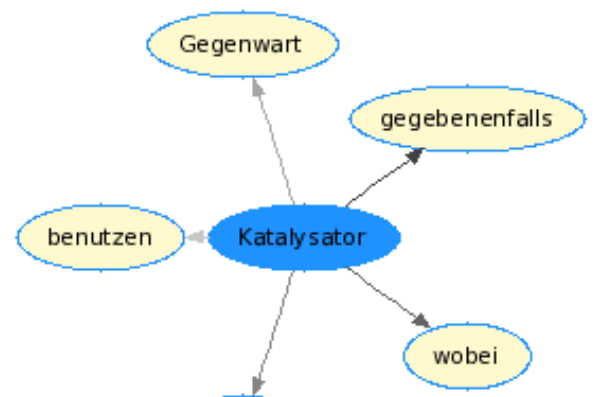 Gegenwart
gegebenenfalls
benutzen
Katalysator
wobei